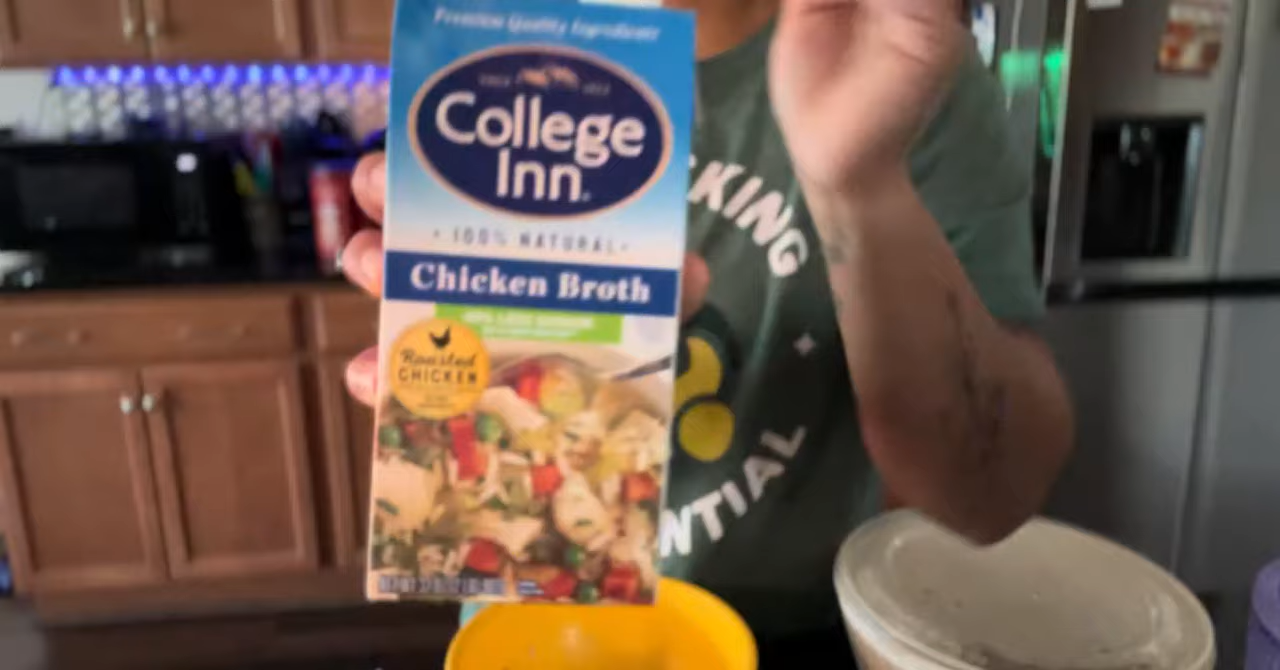 Premium Quality Ingredients
College
Inn
100% NATURAL
Chicken Broth
Roasted
CHICKEN
KING
NTIAL